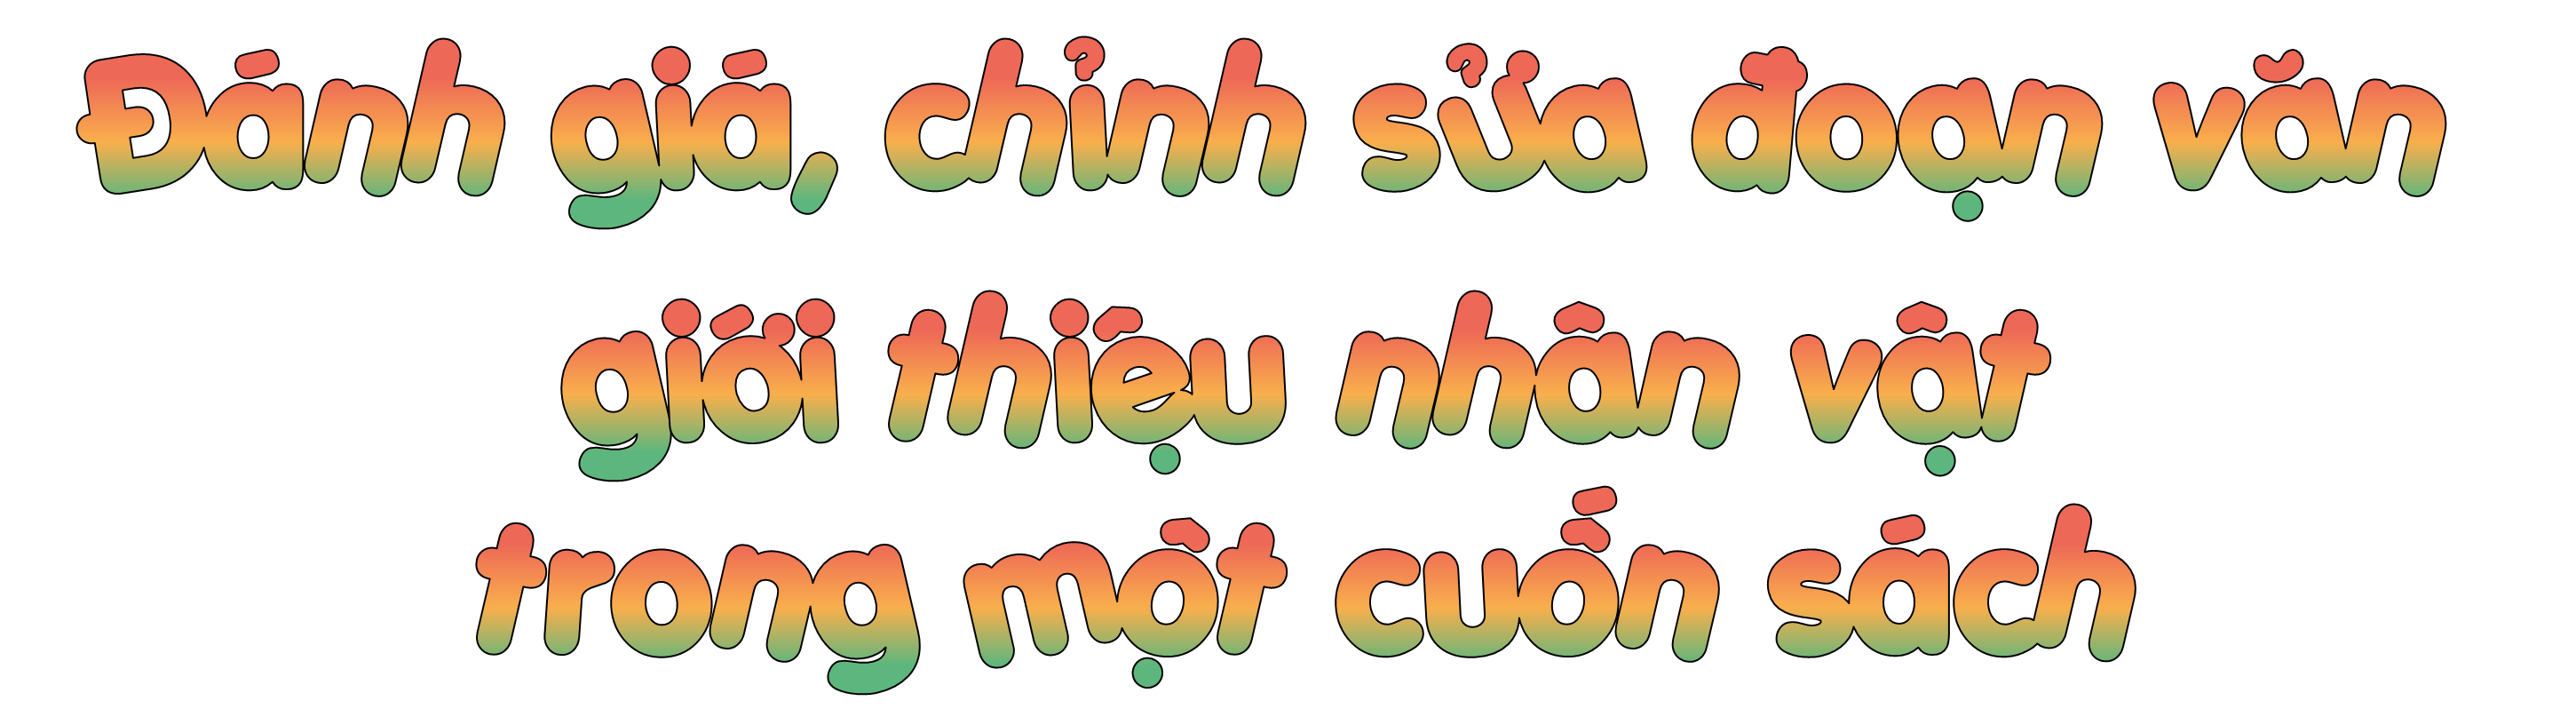 Đánh giá, chỉnh sửa đoạn văn
giới thiệu nhân vật
trong một cuốn sách